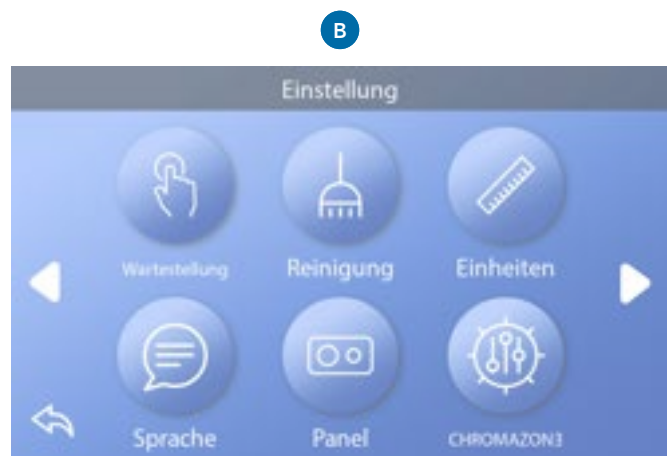 B
Einstellung
Wartestellung Reinigung Einheiten
Sprache Panel CHROMAZON3